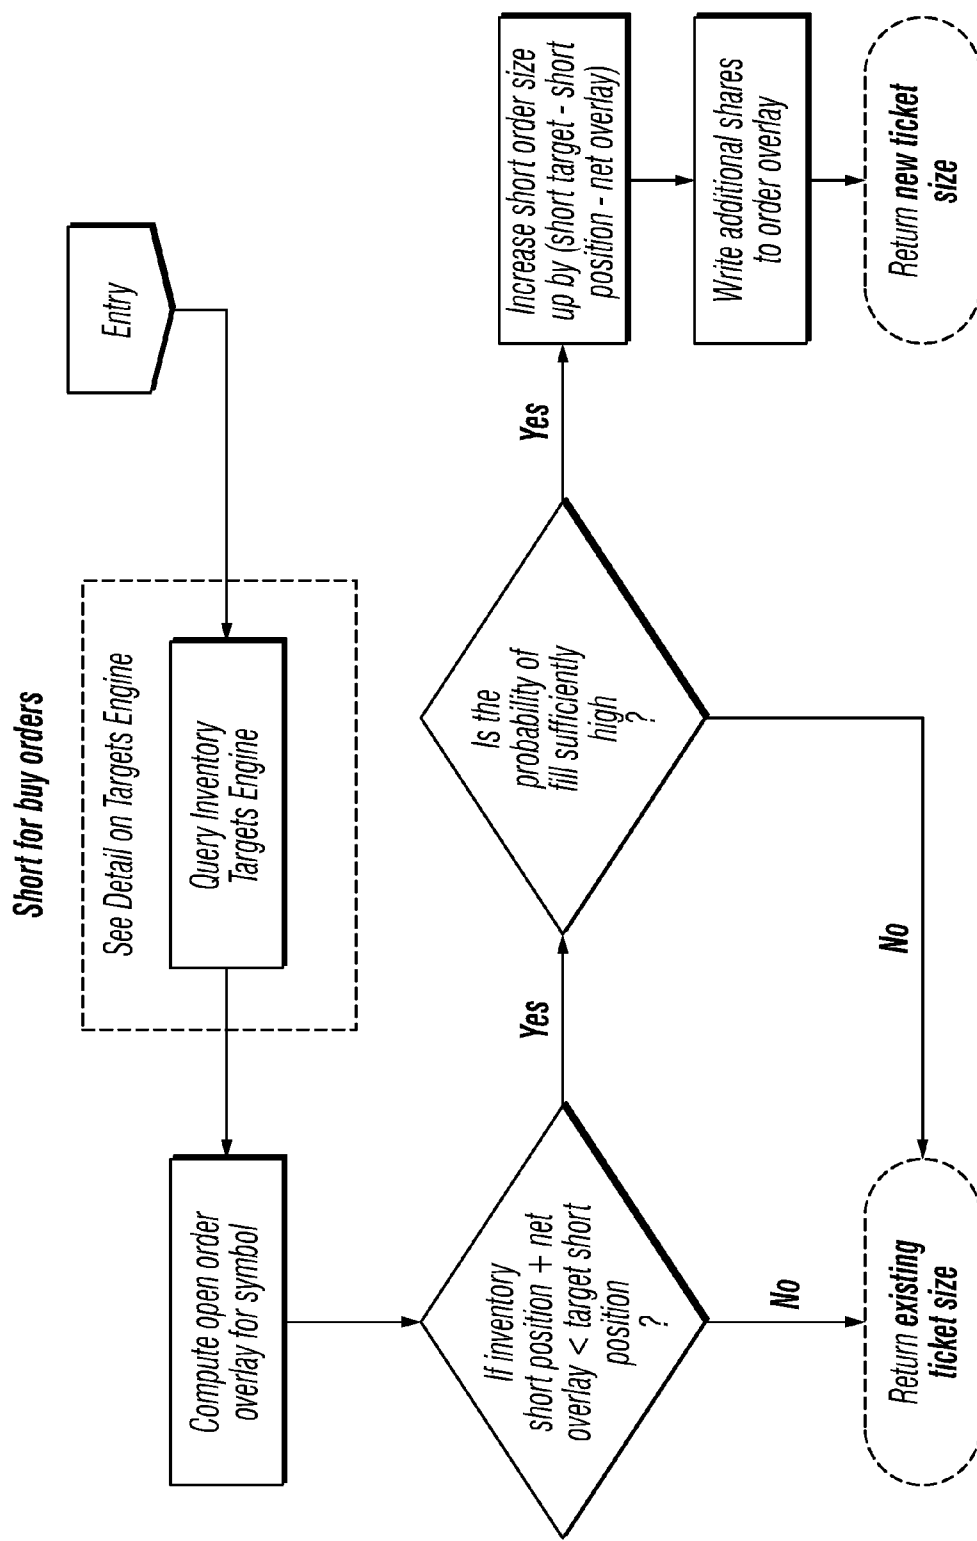 Short for buy orders
Entry
See Detail on Targets Engine
Query Inventory
Targets Engine
Compute open order
overlay for symbol
If inventory
short position + net
overlay < target short
position
?
Yes
No
Is the
probability of
fill sufficiently
high
?
Yes
No
Increase short order size
up by (short target - short
position - net overlay)
Write additional shares
to order overlay
Return new ticket
size
Return existing
ticket size